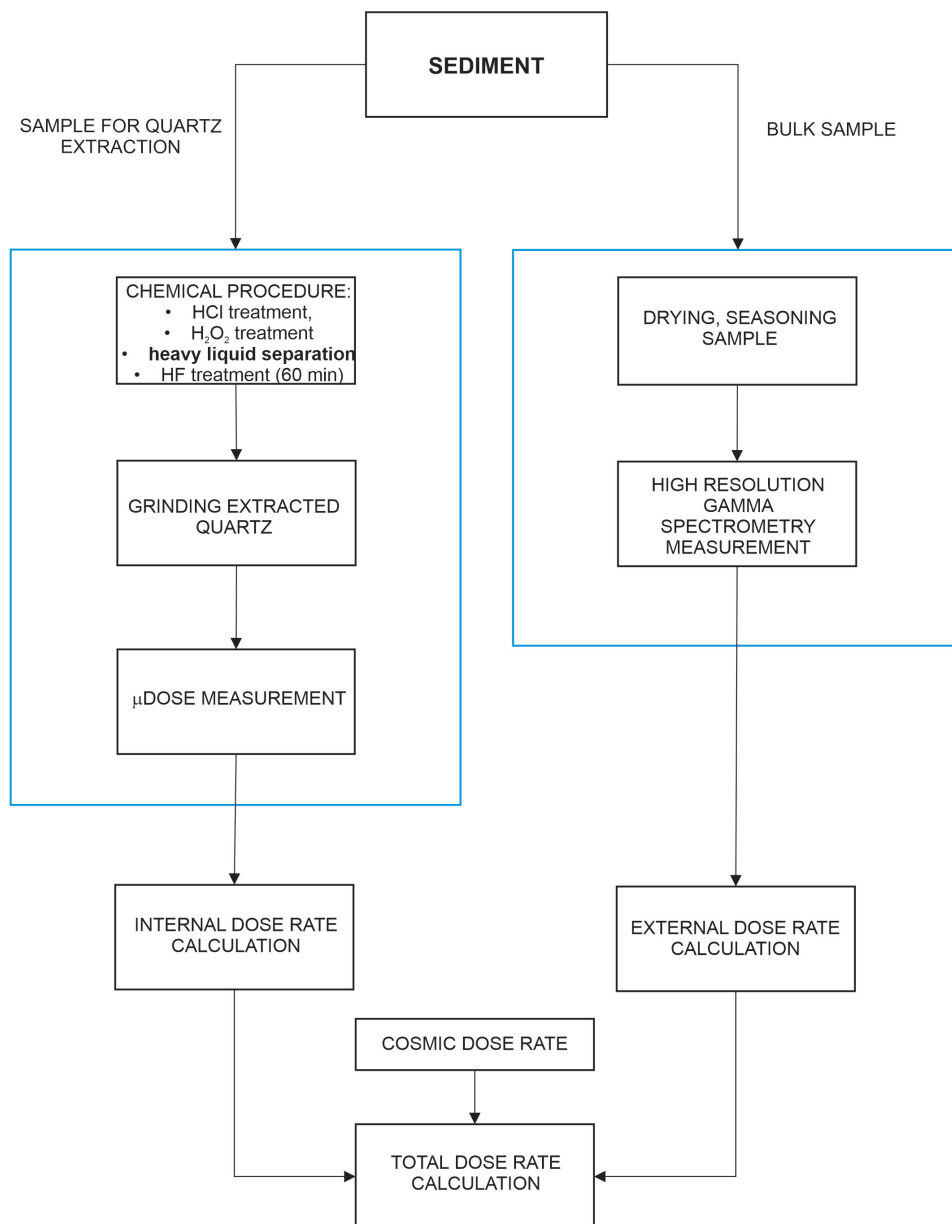 SEDIMENT
SAMPLE FOR QUARTZ
EXTRACTION
BULK SAMPLE
CHEMICAL PROCEDURE:
• HCl treatment,
• H₂O₂ treatment
• heavy liquid separation
• HF treatment (60 min)
GRINDING EXTRACTED
QUARTZ
μDOSE MEASUREMENT
DRYING, SEASONING
SAMPLE
HIGH RESOLUTION
GAMMA
SPECTROMETRY
MEASUREMENT
INTERNAL DOSE RATE
CALCULATION
EXTERNAL DOSE RATE
CALCULATION
COSMIC DOSE RATE
TOTAL DOSE RATE
CALCULATION